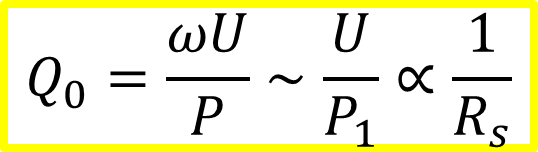 Q₀ = ωU/P ~ U/P₁ ∝ 1/Rₛ